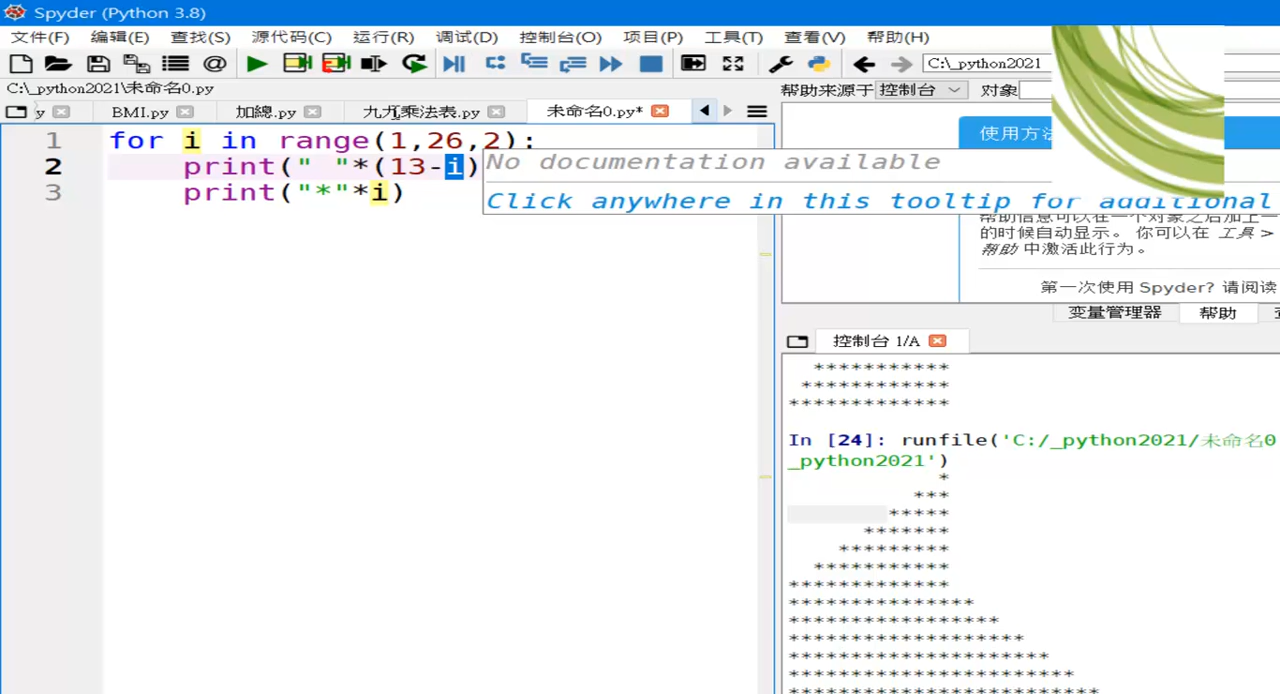 Spyder (Python 3.8)
文件(F) 编辑(E) 查找(S) 源代码(C) 运行(R) 调试(D) 控制台(O) 项目(P) 工具(T) 查看(V) 帮助(H)
C:\_python2021
C:\_python2021\未命名0.py
y BMI.py 加總.py 九九乘法表.py 未命名0.py*
1 for i in range(1,26,2):
2 print(" "*(13-i)
3 print("*"*i)
No documentation available
Click anywhere in this tooltip for additional
帮助来源于 控制台 对象
使用方法
帮助信息可以在一个对象之后加上一
的时候自动显示。 你可以在 工具 >
帮助 中激活此行为。
第一次使用 Spyder? 请阅读
变量管理器 帮助
控制台 1/A
***********
************
*************
In [24]: runfile('C:/_python2021/未命名0
_python2021')
*
***
*****
*******
*********
***********
*************
***************
*****************
*******************
*********************
***********************
*************************